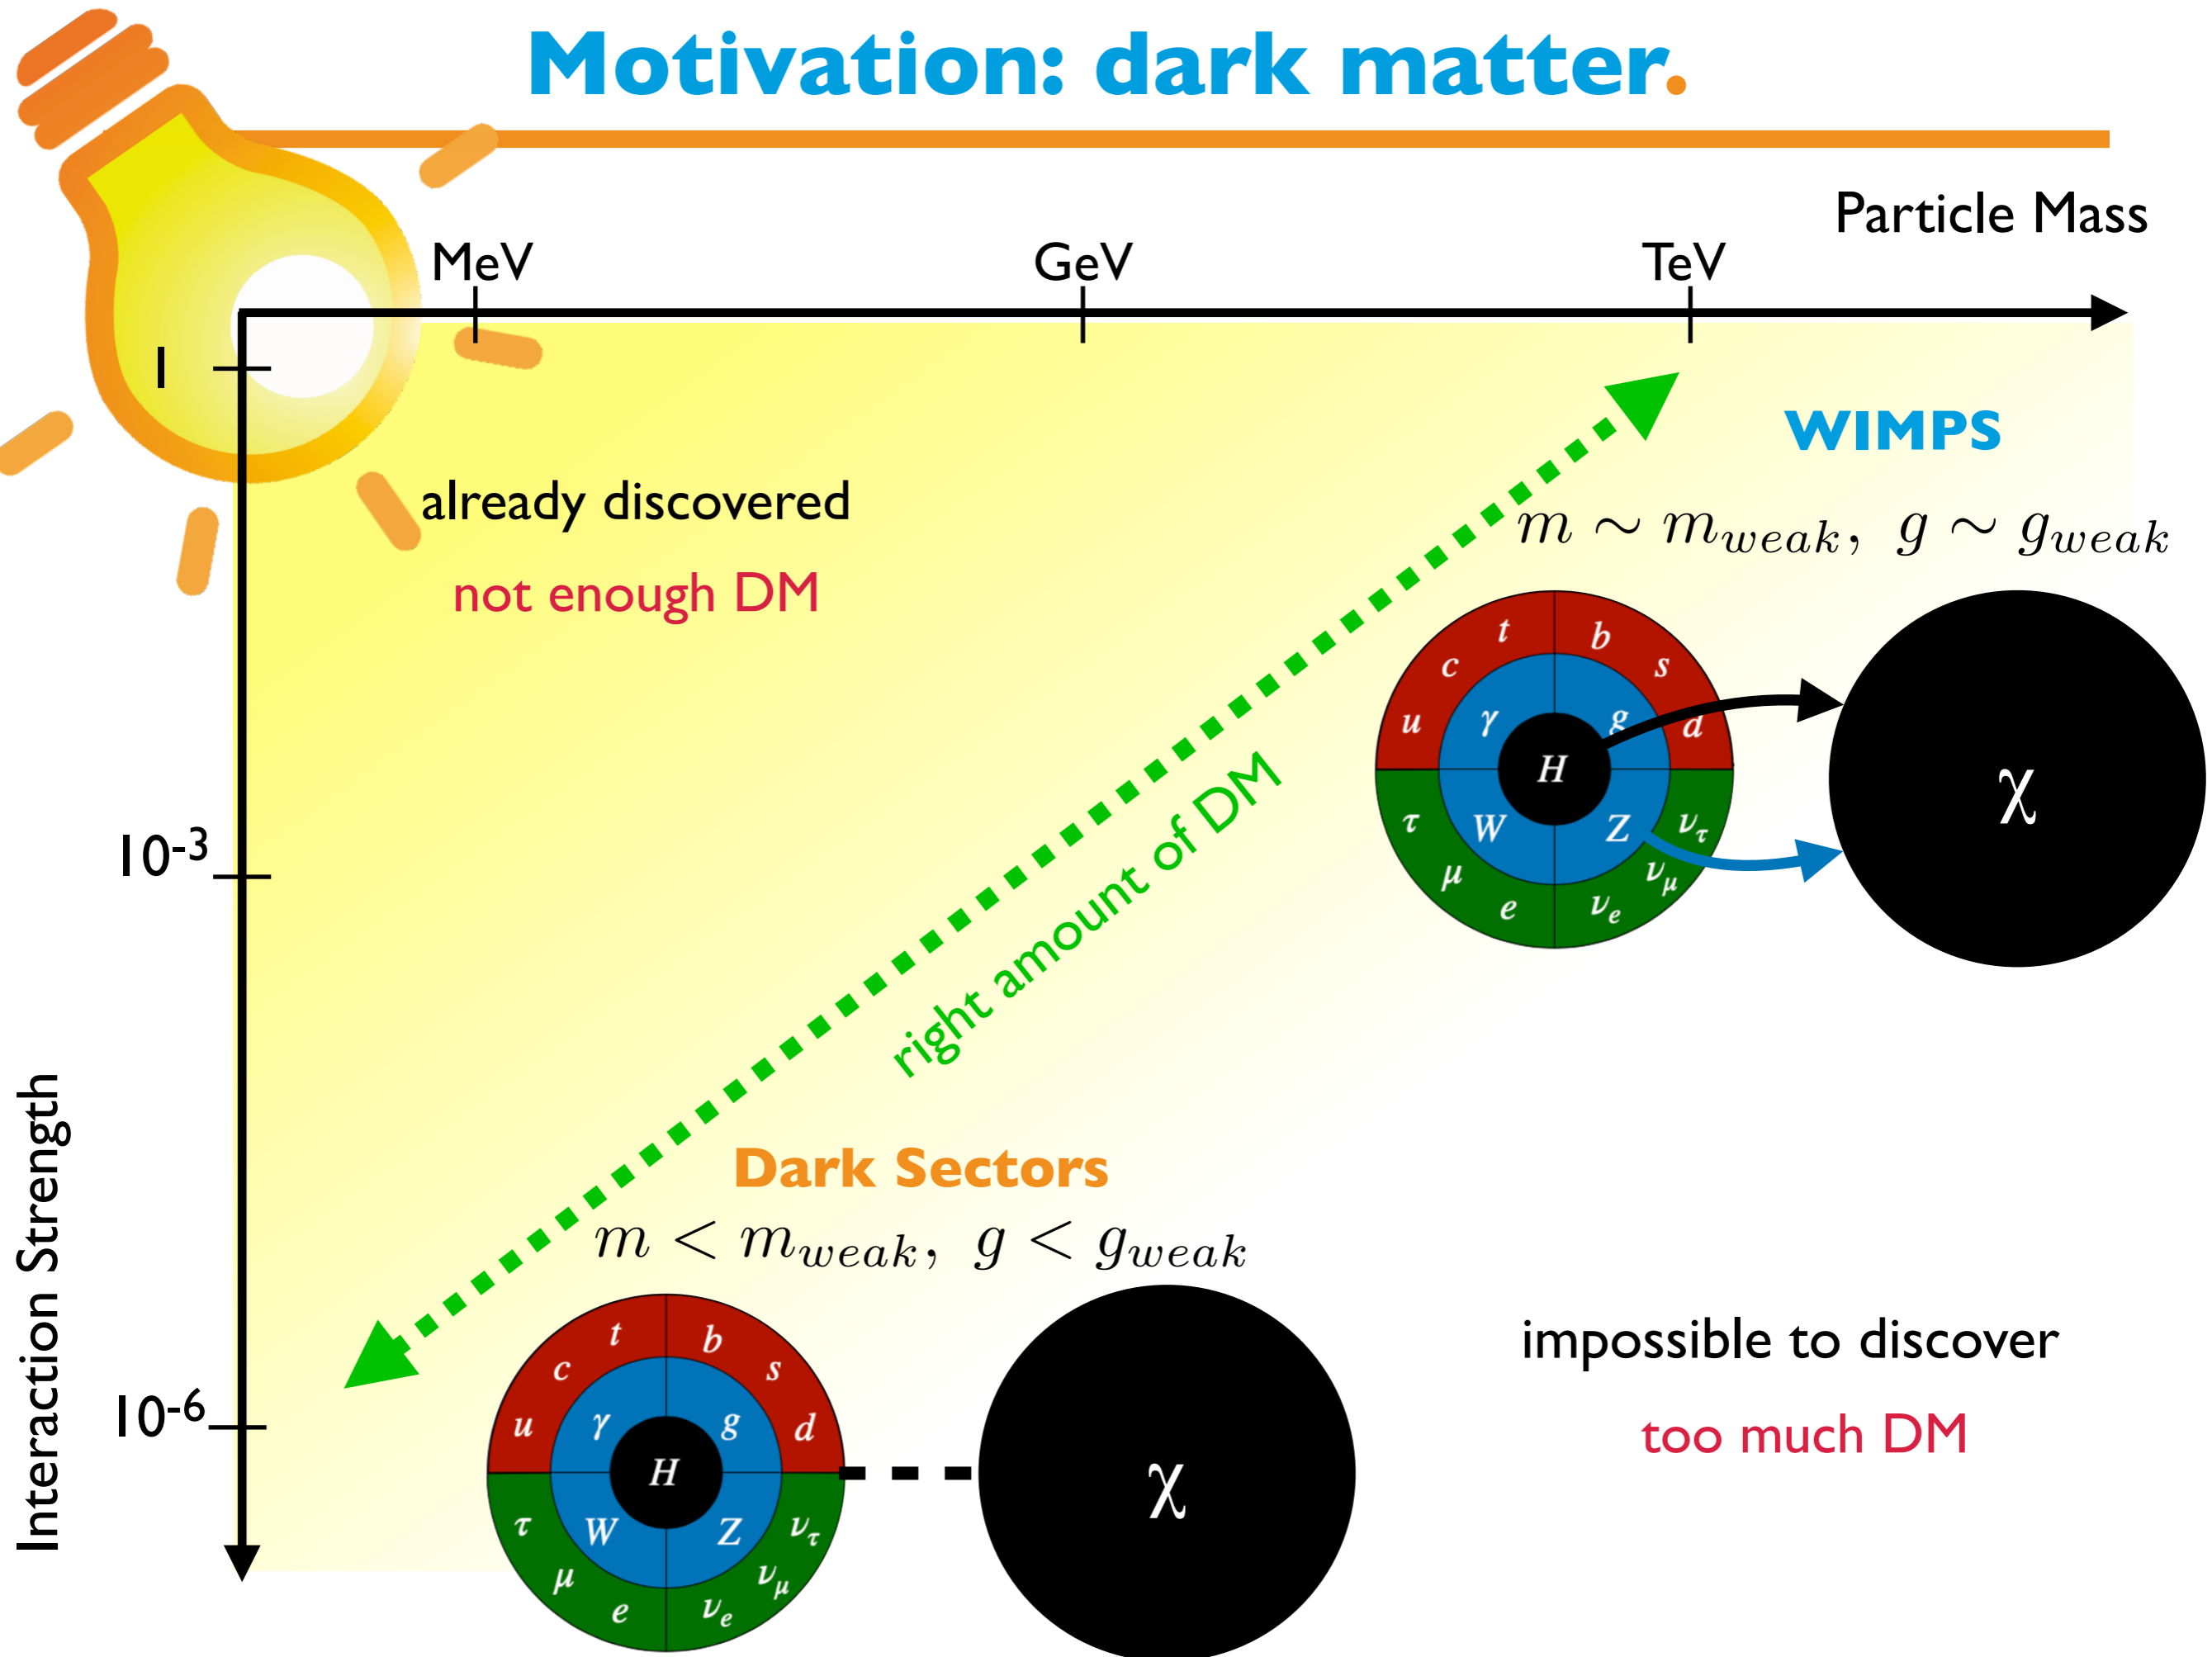 Motivation: dark matter.
Particle Mass
MeV GeV TeV
1
10-3
10-6
Interaction Strength
already discovered
not enough DM
right amount of DM
WIMPS
m ∼ m_weak, g ∼ g_weak
t b
c s
u γ g d
H
τ W Z ν_τ
μ ν_μ
e ν_e
χ
Dark Sectors
m < m_weak, g < g_weak
t b
c s
u γ g d
H
τ W Z ν_τ
μ ν_μ
e ν_e
χ
impossible to discover
too much DM